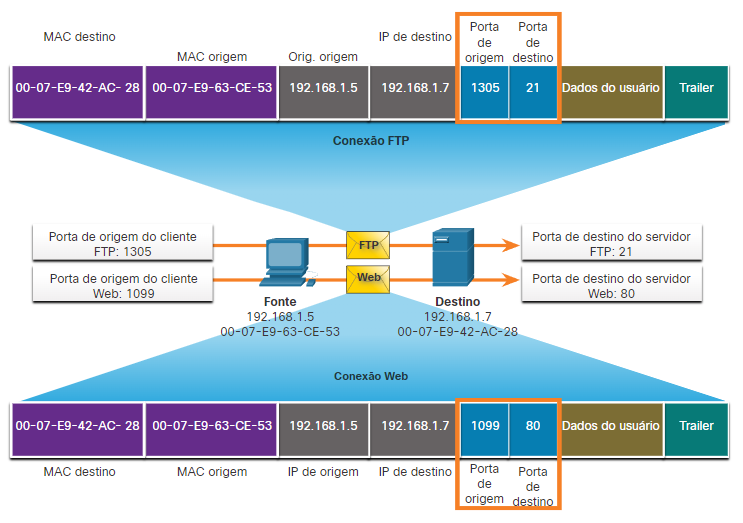 MAC destino
MAC origem
Orig. origem
IP de destino
Porta
de
origem
Porta
de
destino
00-07-E9-42-AC- 28
00-07-E9-63-CE-53
192.168.1.5
192.168.1.7
1305
21
Dados do usuário
Trailer
Conexão FTP
Porta de origem do cliente
FTP: 1305
FTP
Porta de destino do servidor
FTP: 21
Porta de origem do cliente
Web: 1099
Web
Porta de destino do servidor
Web: 80
Fonte
192.168.1.5
00-07-E9-63-CE-53
Destino
192.168.1.7
00-07-E9-42-AC-28
Conexão Web
00-07-E9-42-AC- 28
00-07-E9-63-CE-53
192.168.1.5
192.168.1.7
1099
80
Dados do usuário
Trailer
MAC destino
MAC origem
IP de origem
IP de destino
Porta
de
origem
Porta
de
destino